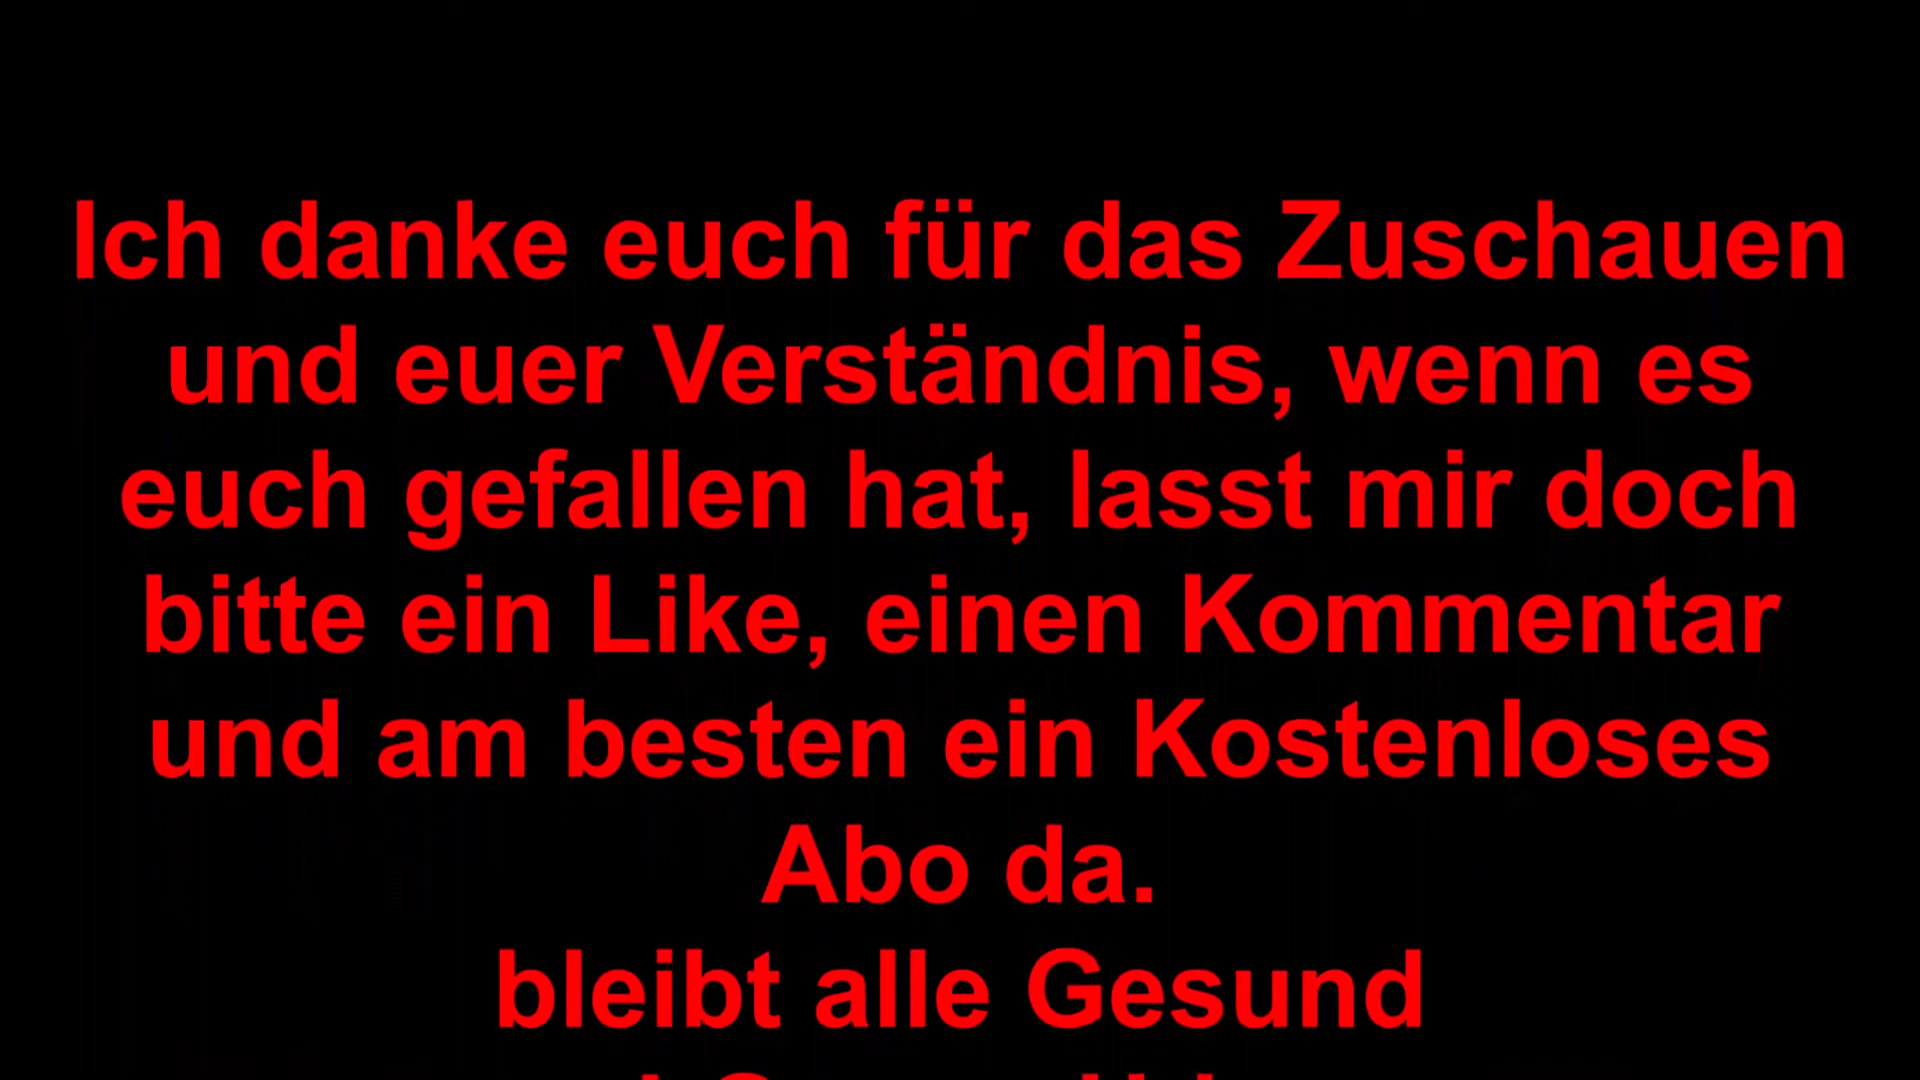 Ich danke euch für das Zuschauen
und euer Verständnis, wenn es
euch gefallen hat, lasst mir doch
bitte ein Like, einen Kommentar
und am besten ein Kostenloses
Abo da.
bleibt alle Gesund